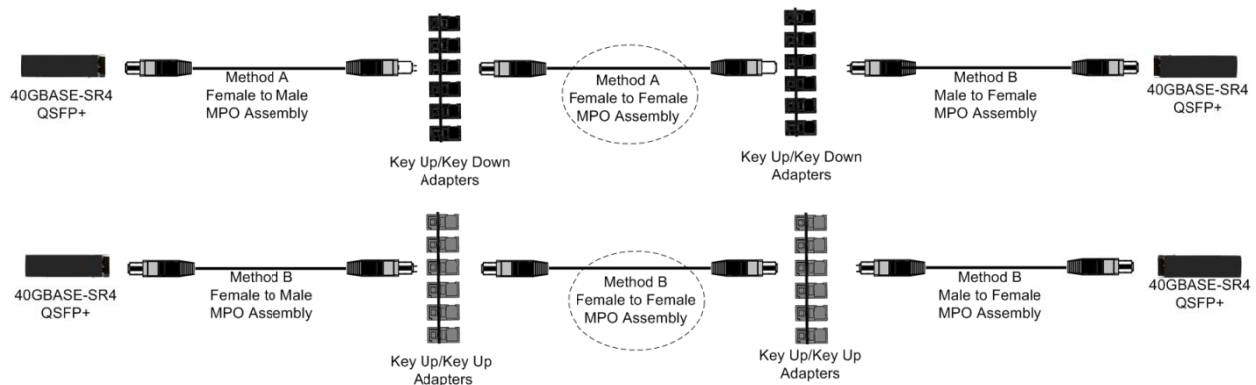 40GBASE-SR4
QSFP+
Method A
Female to Male
MPO Assembly
Key Up/Key Down
Adapters
Method A
Female to Female
MPO Assembly
Key Up/Key Down
Adapters
Method B
Male to Female
MPO Assembly
40GBASE-SR4
QSFP+
40GBASE-SR4
QSFP+
Method B
Female to Male
MPO Assembly
Key Up/Key Up
Adapters
Method B
Female to Female
MPO Assembly
Key Up/Key Up
Adapters
Method B
Male to Female
MPO Assembly
40GBASE-SR4
QSFP+